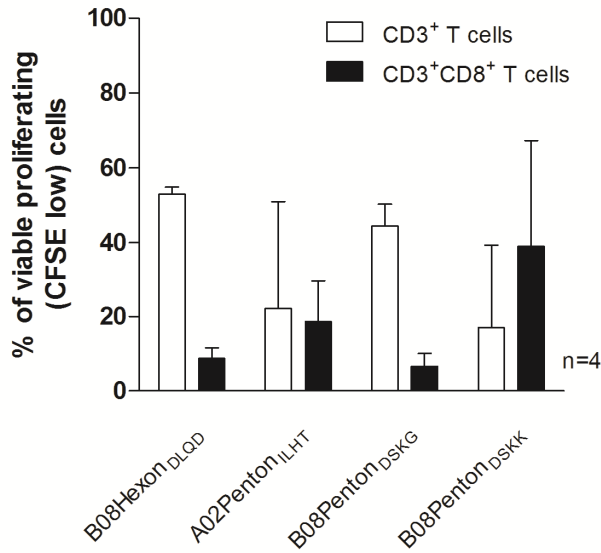 100
80
60
40
20
0
% of viable proliferating
(CFSE low) cells
CD3+ T cells
CD3+CD8+ T cells
n=4
B08HexonDLQD
A02PentonILHT
B08PentonDSKG
B08PentonDSKK